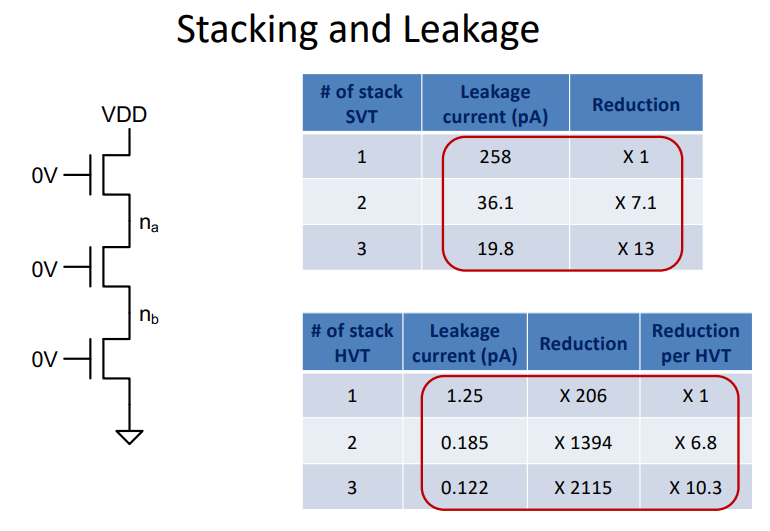 Stacking and Leakage
VDD
0V
na
0V
nb
0V
# of stack SVT Leakage current (pA) Reduction
1 258 X 1
2 36.1 X 7.1
3 19.8 X 13
# of stack HVT Leakage current (pA) Reduction Reduction per HVT
1 1.25 X 206 X 1
2 0.185 X 1394 X 6.8
3 0.122 X 2115 X 10.3